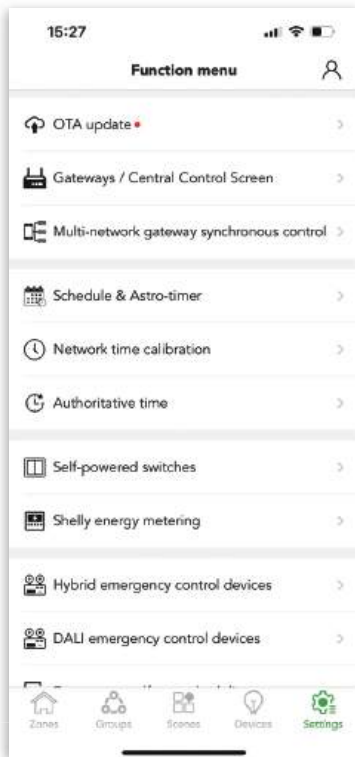 15:27
Function menu
OTA update
Gateways / Central Control Screen
Multi-network gateway synchronous control
Schedule & Astro-timer
Network time calibration
Authoritative time
Self-powered switches
Shelly energy metering
Hybrid emergency control devices
DALI emergency control devices
Zones Groups Scenes Devices Settings